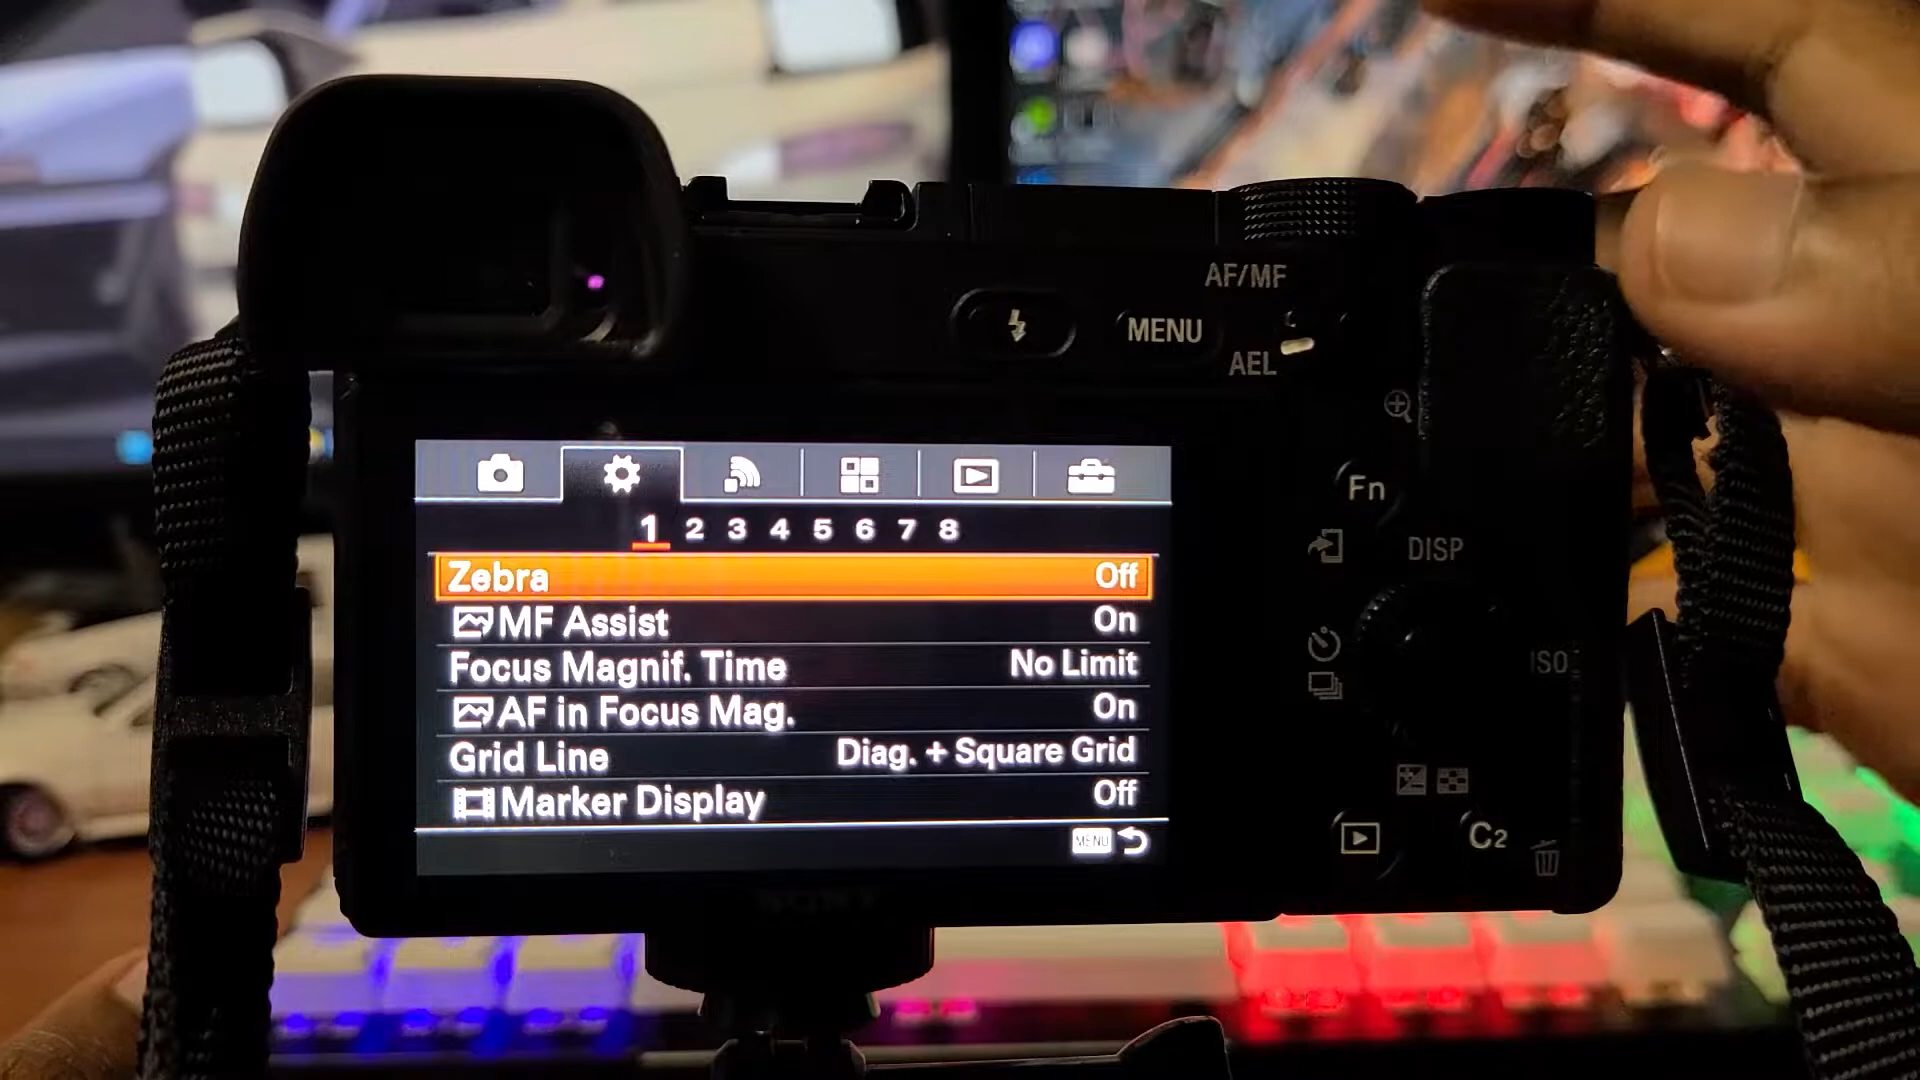 AF/MF
MENU
AEL
1 2 3 4 5 6 7 8
Zebra Off
MF Assist On
Focus Magnif. Time No Limit
AF in Focus Mag. On
Grid Line Diag. + Square Grid
Marker Display Off
MENU
Fn
DISP
ISO
C2
SONY